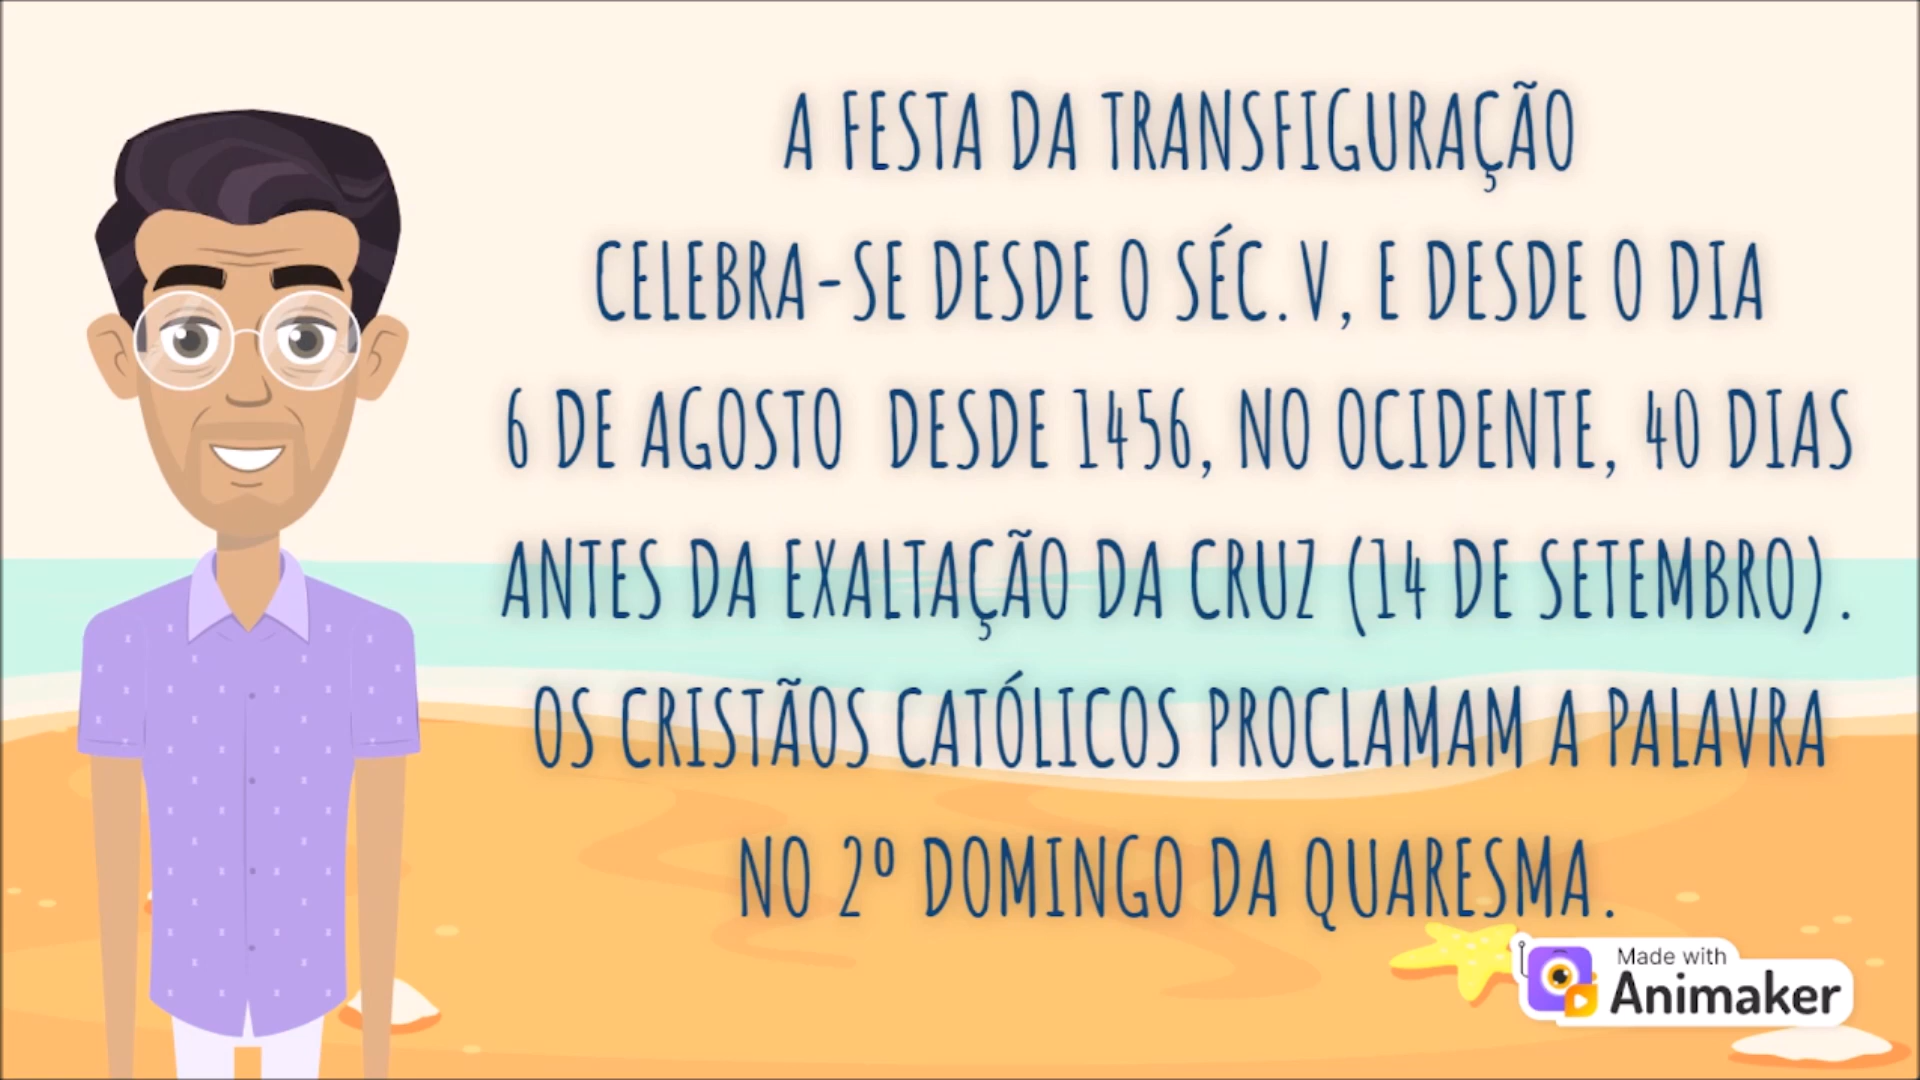 A FESTA DA TRANSFIGURAÇÃO
CELEBRA-SE DESDE O SÉC.V, E DESDE O DIA
6 DE AGOSTO DESDE 1456, NO OCIDENTE, 40 DIAS
ANTES DA EXALTAÇÃO DA CRUZ (14 DE SETEMBRO).
OS CRISTÃOS CATÓLICOS PROCLAMAM A PALAVRA
NO 2º DOMINGO DA QUARESMA.
Made with
Animaker